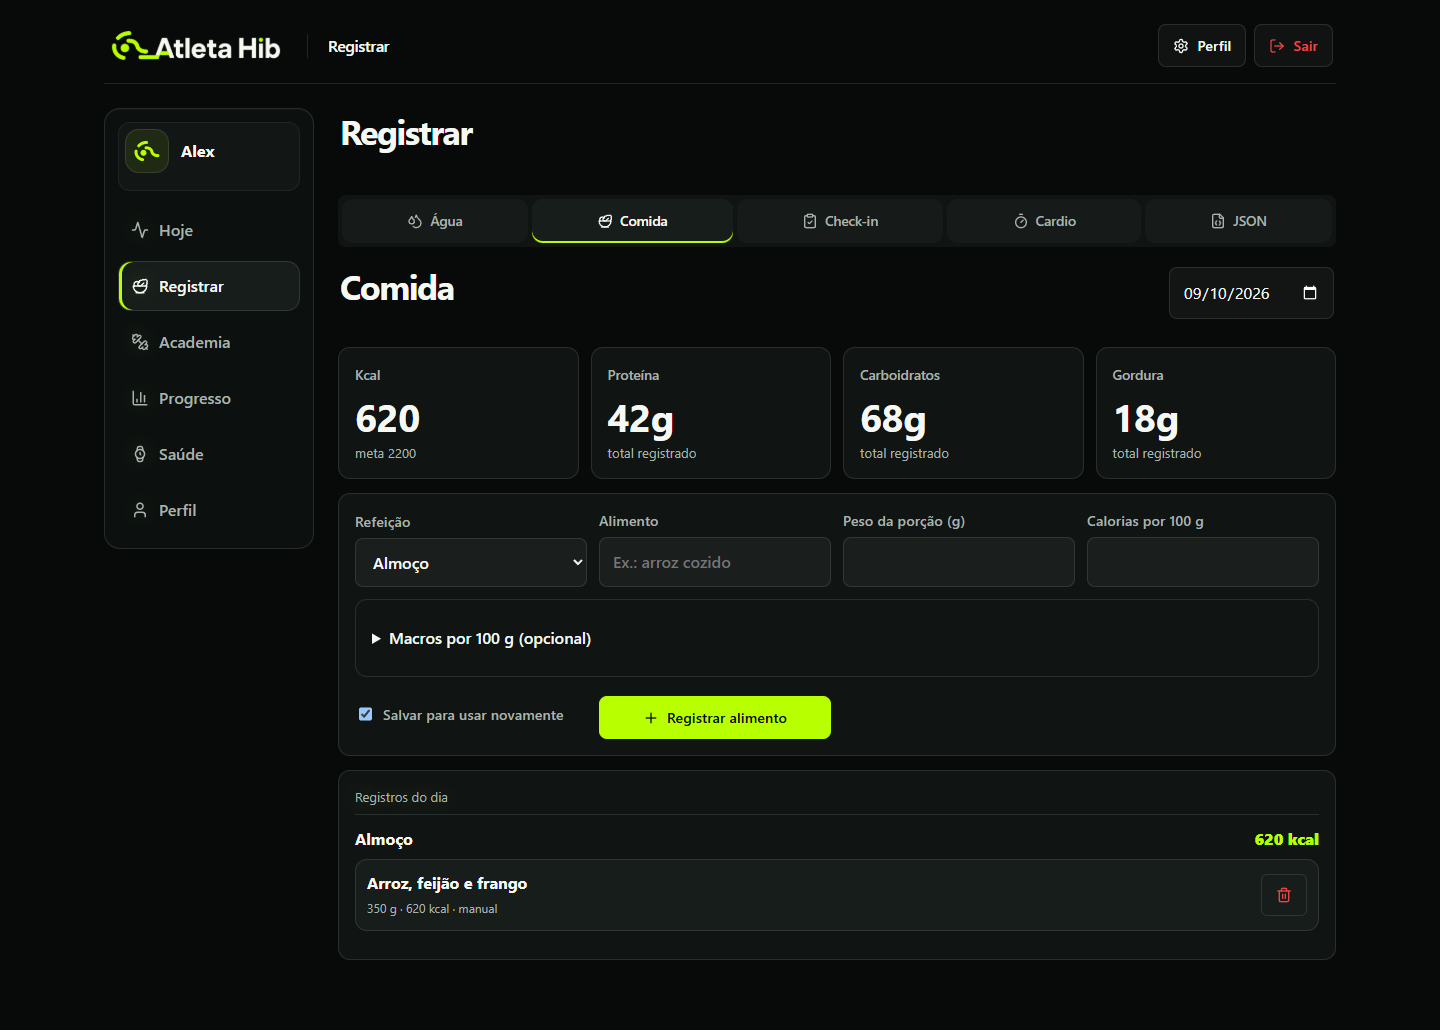 Atleta Hib
Registrar
Perfil
Sair
Alex
Hoje
Registrar
Academia
Progresso
Saúde
Perfil
Registrar
Água
Comida
Check-in
Cardio
JSON
Comida
09/10/2026
Kcal
620
meta 2200
Proteína
42g
total registrado
Carboidratos
68g
total registrado
Gordura
18g
total registrado
Refeição
Almoço
Alimento
Ex.: arroz cozido
Peso da porção (g)
Calorias por 100 g
Macros por 100 g (opcional)
Salvar para usar novamente
Registrar alimento
Registros do dia
Almoço
620 kcal
Arroz, feijão e frango
350 g · 620 kcal · manual